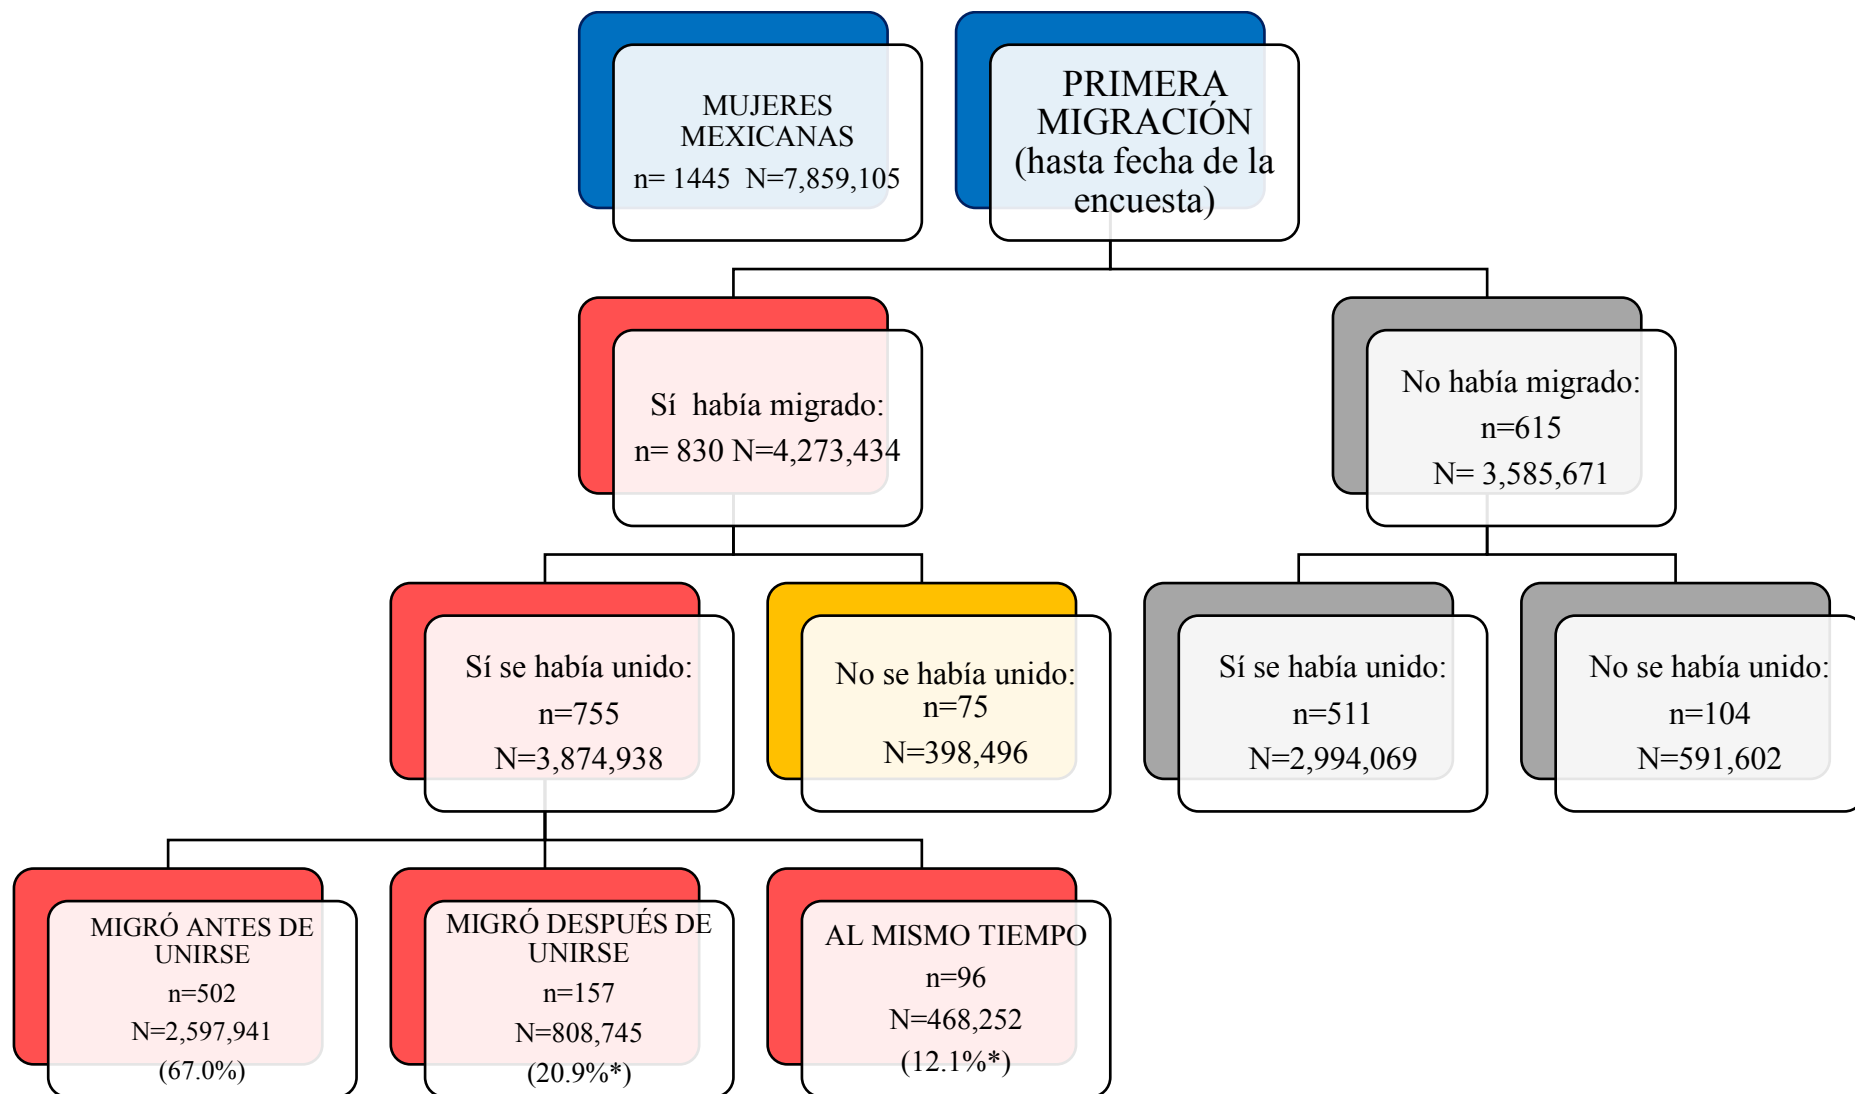 MUJERES
MEXICANAS
n= 1445 N=7,859,105
PRIMERA
MIGRACIÓN
(hasta fecha de la
encuesta)
Sí había migrado:
n= 830 N=4,273,434
No había migrado:
n=615
N= 3,585,671
Sí se había unido:
n=755
N=3,874,938
No se había unido:
n=75
N=398,496
Sí se había unido:
n=511
N=2,994,069
No se había unido:
n=104
N=591,602
MIGRÓ ANTES DE
UNIRSE
n=502
N=2,597,941
(67.0%)
MIGRÓ DESPUÉS DE
UNIRSE
n=157
N=808,745
(20.9%*)
AL MISMO TIEMPO
n=96
N=468,252
(12.1%*)